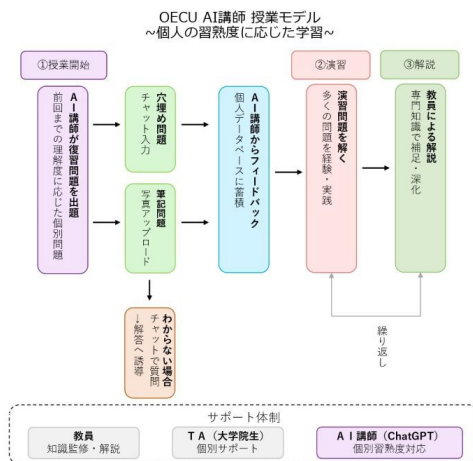 OECU AI講師 授業モデル
~個人の習熟度に応じた学習~
①授業開始
②演習
③解説
AI講師が復習問題を出題
前回までの理解度に応じた個別問題
穴埋め問題
チャット入力
筆記問題
写真アップロード
AI講師からフィードバック
個人データベースに蓄積
演習問題を解く
多くの問題を経験・実践
教員による解説
専門知識で補足・深化
わからない場合
チャットで質問
→解答へ誘導
繰り返し
サポート体制
教員
知識監修・解説
TA(大学院生)
個別サポート
AI講師(ChatGPT)
個別習熟度対応